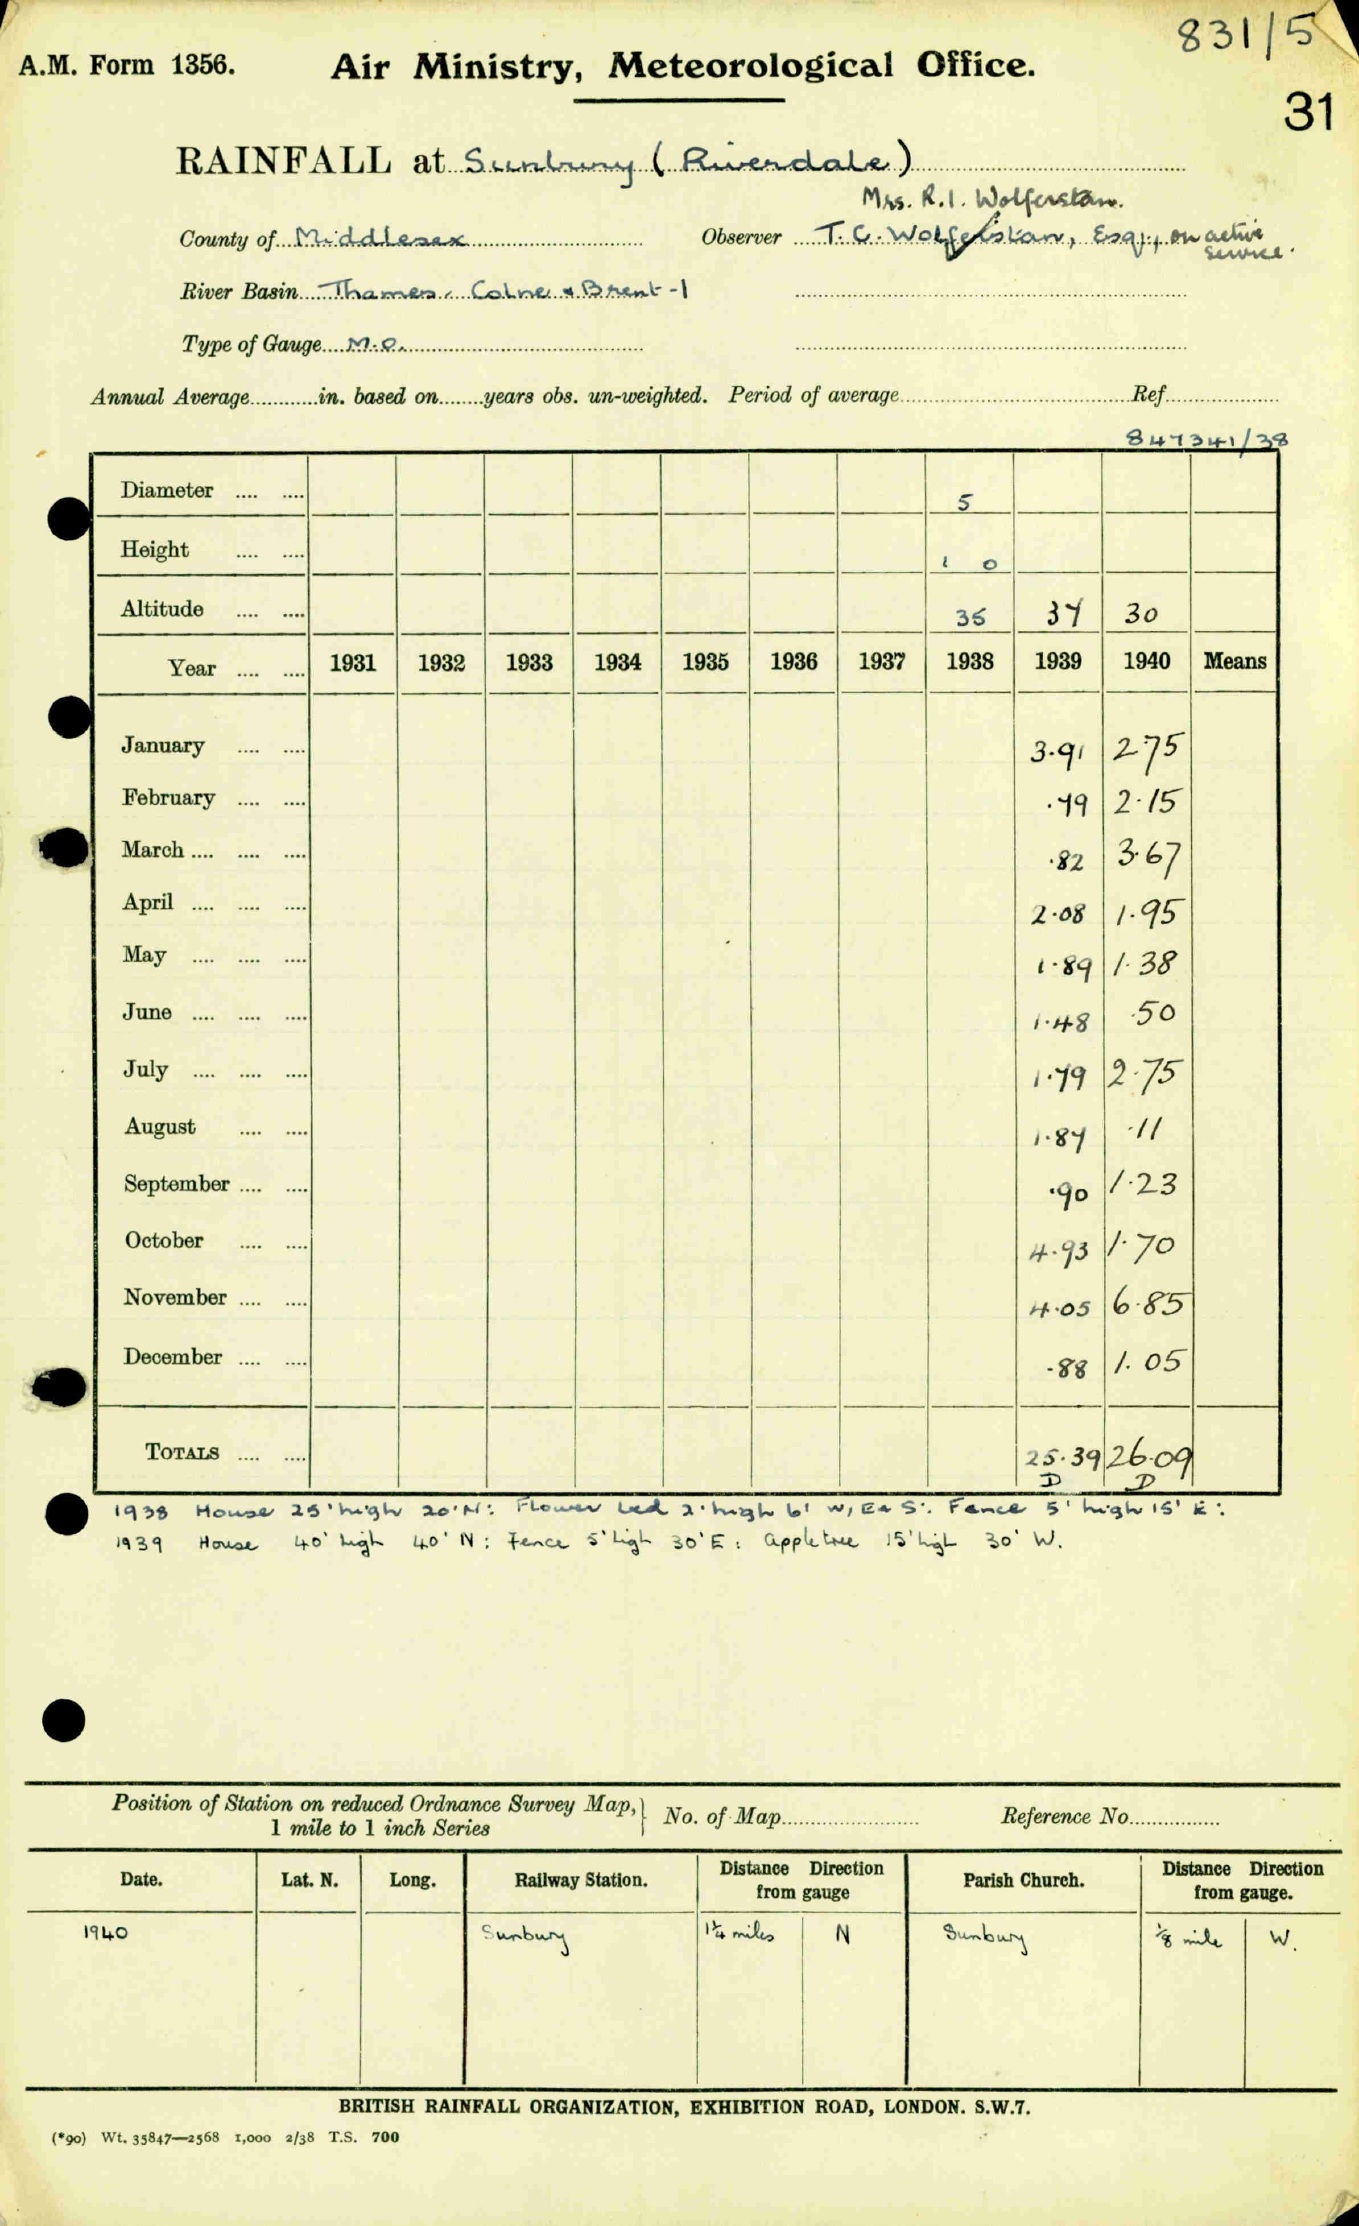 831/5
A.M. Form 1356. Air Ministry, Meteorological Office.
31
RAINFALL at Sunbury (Riverdale)
Mrs. R.I. Wolferstan.
County of Middlesex Observer T.C. Wolferstan, Esq., on active service.
River Basin Thames, Colne & Brent - 1
Type of Gauge M.O.
Annual Average............in. based on........years obs. un-weighted. Period of average............Ref............
847341/38
Diameter .... .... 5
Height .... .... 1 0
Altitude .... .... 35 37 30
Year .... .... 1931 1932 1933 1934 1935 1936 1937 1938 1939 1940 Means
January .... .... 3.91 2.75
February .... .... .79 2.15
March .... .... .... .82 3.67
April .... .... .... 2.08 1.95
May .... .... .... 1.89 1.38
June .... .... .... 1.48 .50
July .... .... .... 1.79 2.75
August .... .... 1.87 .11
September .... .... .90 1.23
October .... .... 4.93 1.70
November .... .... 4.05 6.85
December .... .... .88 1.05
TOTALS .... .... 25.39 26.09
D D
1938 House 25' high 20' N: Flower bed 2' high 6' W, E & S: Fence 5' high 15' E:
1939 House 40' high 40' N: Fence 5' high 30' E: apple tree 15' high 30' W.
Position of Station on reduced Ordnance Survey Map, 1 mile to 1 inch Series } No. of Map............ Reference No............
Date. Lat. N. Long. Railway Station. Distance Direction from gauge Parish Church. Distance Direction from gauge.
1940 Sunbury 1¼ miles N Sunbury ⅛ mile W.
BRITISH RAINFALL ORGANIZATION, EXHIBITION ROAD, LONDON. S.W.7.
(*90) Wt. 35847—2568 1,000 2/38 T.S. 700